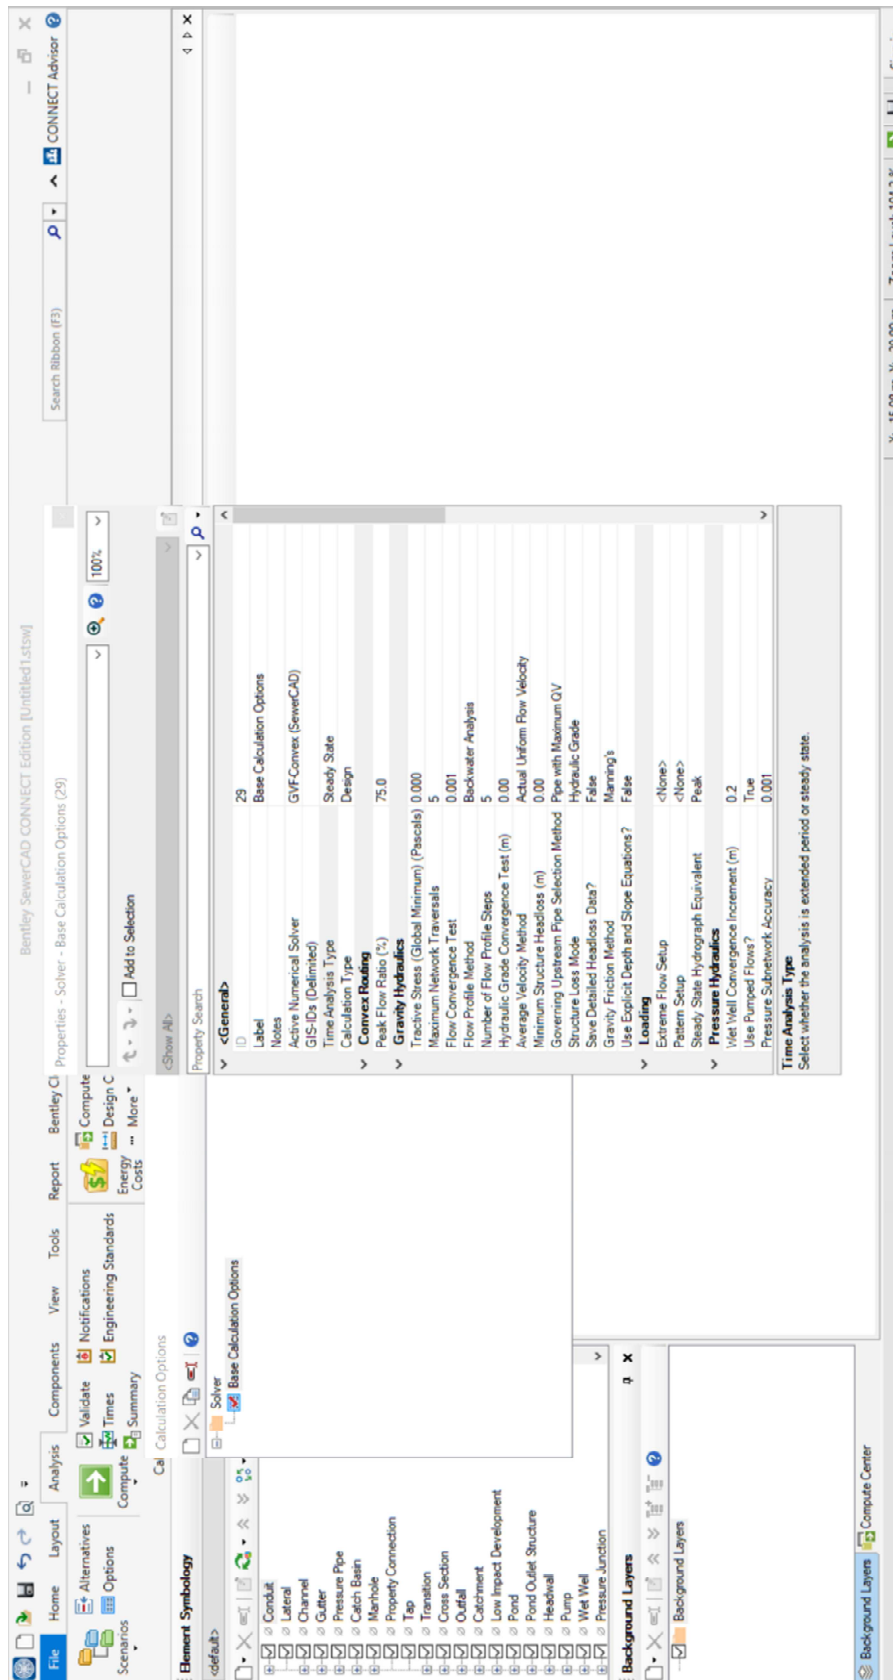 Bentley SewerCAD CONNECT Edition [Untitled1.stsw]
File Home Layout Analysis Components View Tools Report Bentley Cl
Search Ribbon (F3)
CONNECT Advisor
Scenarios
Alternatives
Options
Compute
Validate
Times
Summary
Notifications
Engineering Standards
Energy Costs
Compute
Design C
More
Cal
Calculation Options
Solver
Base Calculation Options
Properties - Solver - Base Calculation Options (29)
100%
Add to Selection
<Show All>
Property Search
<General>
ID 29
Label Base Calculation Options
Notes
Active Numerical Solver GVF-Convex (SewerCAD)
GIS-IDs (Delimited)
Time Analysis Type Steady State
Calculation Type Design
Convex Routing
Peak Flow Ratio (%) 75.0
Gravity Hydraulics
Tractive Stress (Global Minimum) (Pascals) 0.000
Maximum Network Traversals 5
Flow Convergence Test 0.001
Flow Profile Method Backwater Analysis
Number of Flow Profile Steps 5
Hydraulic Grade Convergence Test (m) 0.00
Average Velocity Method Actual Uniform Flow Velocity
Minimum Structure Headloss (m) 0.00
Governing Upstream Pipe Selection Method Pipe with Maximum QV
Structure Loss Mode Hydraulic Grade
Save Detailed Headloss Data? False
Gravity Friction Method Manning's
Use Explicit Depth and Slope Equations? False
Loading
Extreme Flow Setup <None>
Pattern Setup <None>
Steady State Hydrograph Equivalent Peak
Pressure Hydraulics
Wet Well Convergence Increment (m) 0.2
Use Pumped Flows? True
Pressure Subnetwork Accuracy 0.001
Time Analysis Type
Select whether the analysis is extended period or steady state.
Element Symbology
<default>
Conduit
Lateral
Channel
Gutter
Pressure Pipe
Catch Basin
Manhole
Property Connection
Tap
Transition
Cross Section
Outfall
Catchment
Low Impact Development
Pond
Pond Outlet Structure
Headwall
Pump
Wet Well
Pressure Junction
Background Layers
Background Layers
Background Layers
Compute Center